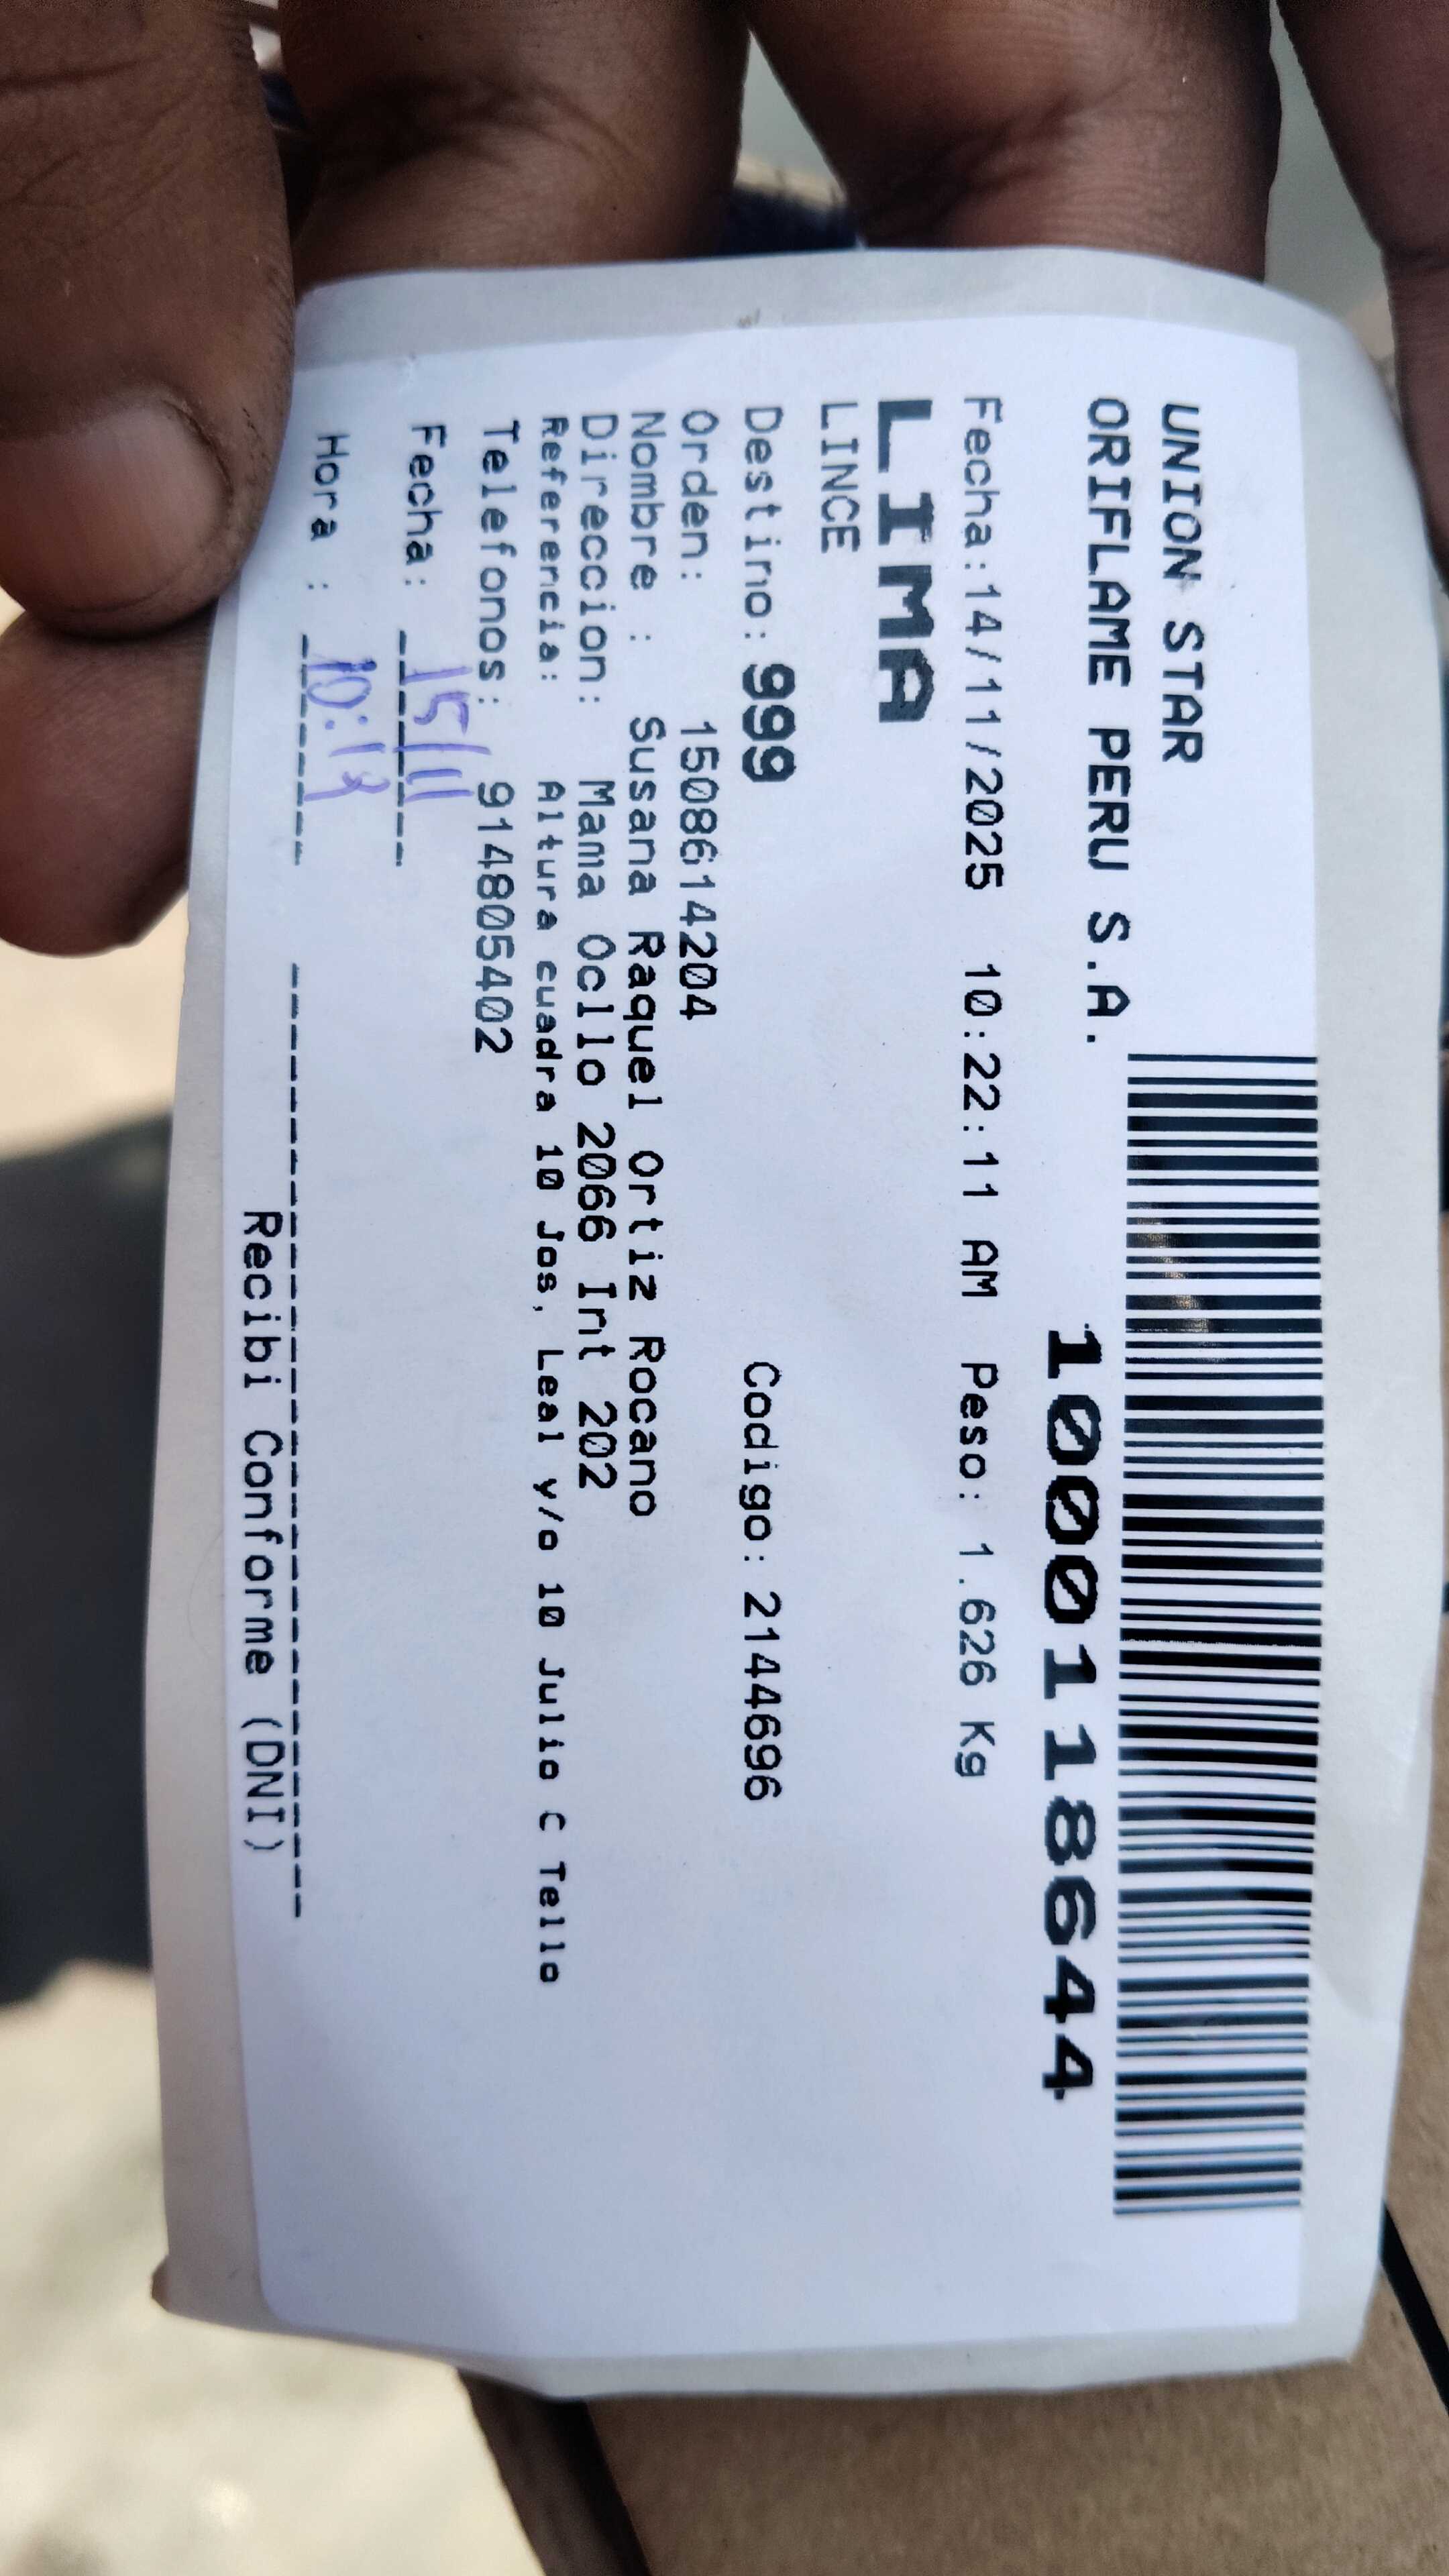 UNION STAR
ORIFLAME PERU S.A.
10001118644
Fecha:14/11/2025 10:22:11 AM Peso: 1.626 Kg
LIMA
LINCE
Destino: 999 Codigo: 2144696
Orden: 1508614204
Nombre : Susana Raquel Ortiz Rocano
Direccion: Mama Ocllo 2066 Int 202
Referencia: Altura cuadra 10 Jos, Leal y/o 10 Julio C Tello
Telefonos: 914805402
Fecha: 15/11
Hora :
Recibi Conforme (DNI)